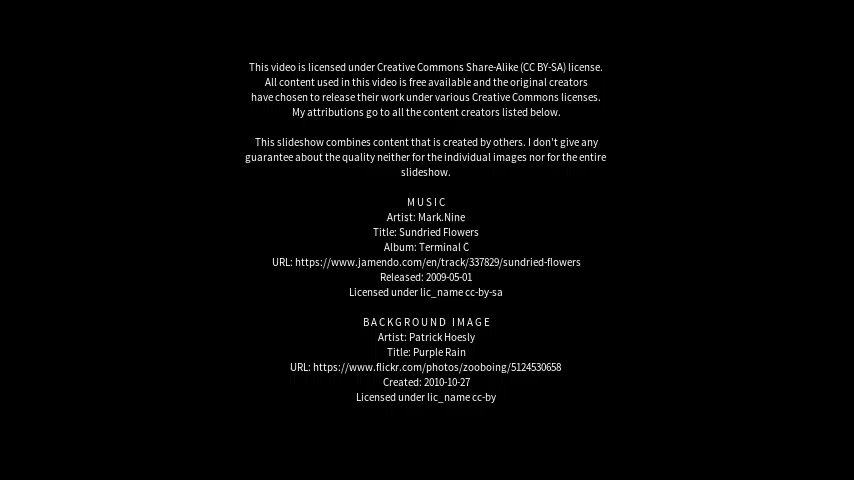 This video is licensed under Creative Commons Share-Alike (CC BY-SA) license.
All content used in this video is free available and the original creators
have chosen to release their work under various Creative Commons licenses.
My attributions go to all the content creators listed below.
This slideshow combines content that is created by others. I don't give any
guarantee about the quality neither for the individual images nor for the entire
slideshow.
MUSIC
Artist: Mark.Nine
Title: Sundried Flowers
Album: Terminal C
URL: https://www.jamendo.com/en/track/337829/sundried-flowers
Released: 2009-05-01
Licensed under lic_name cc-by-sa
BACKGROUND IMAGE
Artist: Patrick Hoesly
Title: Purple Rain
URL: https://www.flickr.com/photos/zooboing/5124530658
Created: 2010-10-27
Licensed under lic_name cc-by